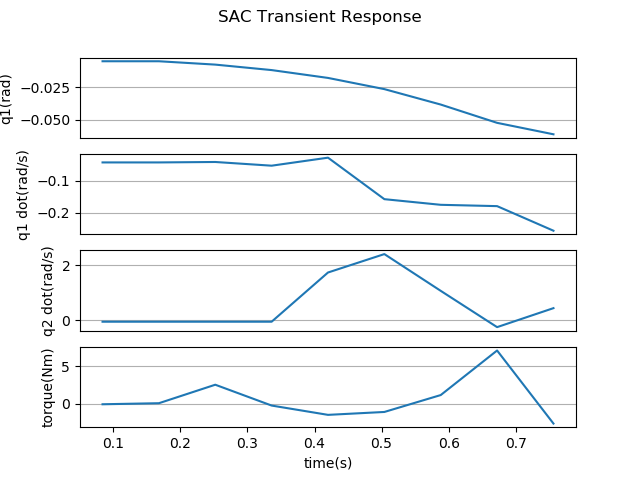 SAC Transient Response
q1(rad)
−0.025
−0.050
q1 dot(rad/s)
−0.1
−0.2
q2 dot(rad/s)
2
0
torque(Nm)
5
0
0.1 0.2 0.3 0.4 0.5 0.6 0.7
time(s)